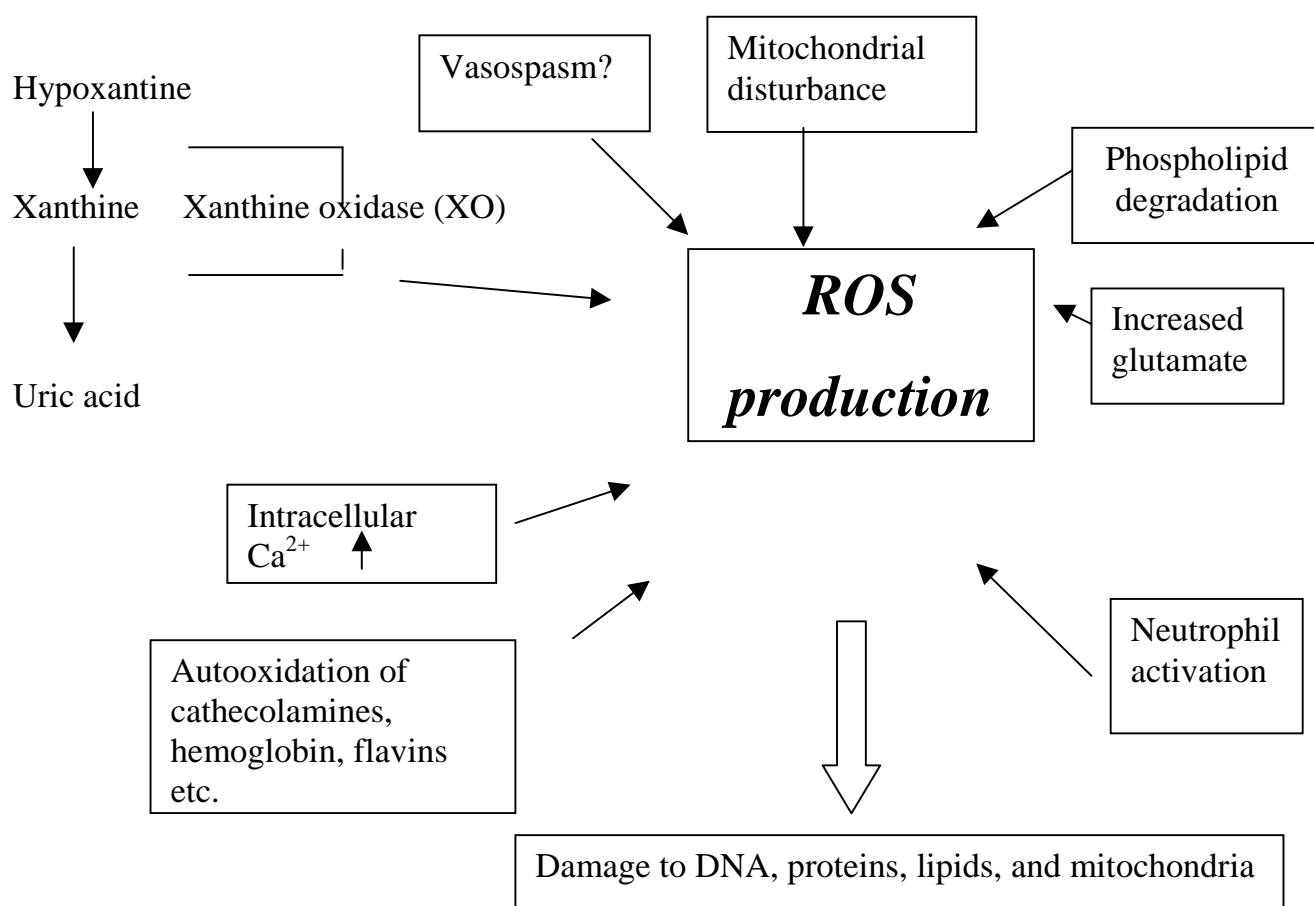 Hypoxantine
Xanthine
Xanthine oxidase (XO)
Uric acid
Vasospasm?
Mitochondrial
disturbance
Phospholipid
degradation
ROS
production
Increased
glutamate
Intracellular
Ca²⁺
Autooxidation of
cathecolamines,
hemoglobin, flavins
etc.
Neutrophil
activation
Damage to DNA, proteins, lipids, and mitochondria